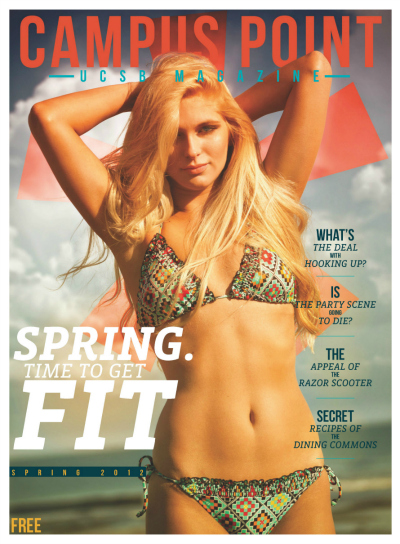 CAMPUS POINT
UCSB MAGAZINE
WHAT'S
THE DEAL
WITH
HOOKING UP?
IS
THE PARTY SCENE
GOING
TO DIE?
THE
APPEAL OF
THE
RAZOR SCOOTER
SECRET
RECIPES OF
THE
DINING COMMONS
SPRING.
TIME TO GET
FIT
SPRING 2012
FREE